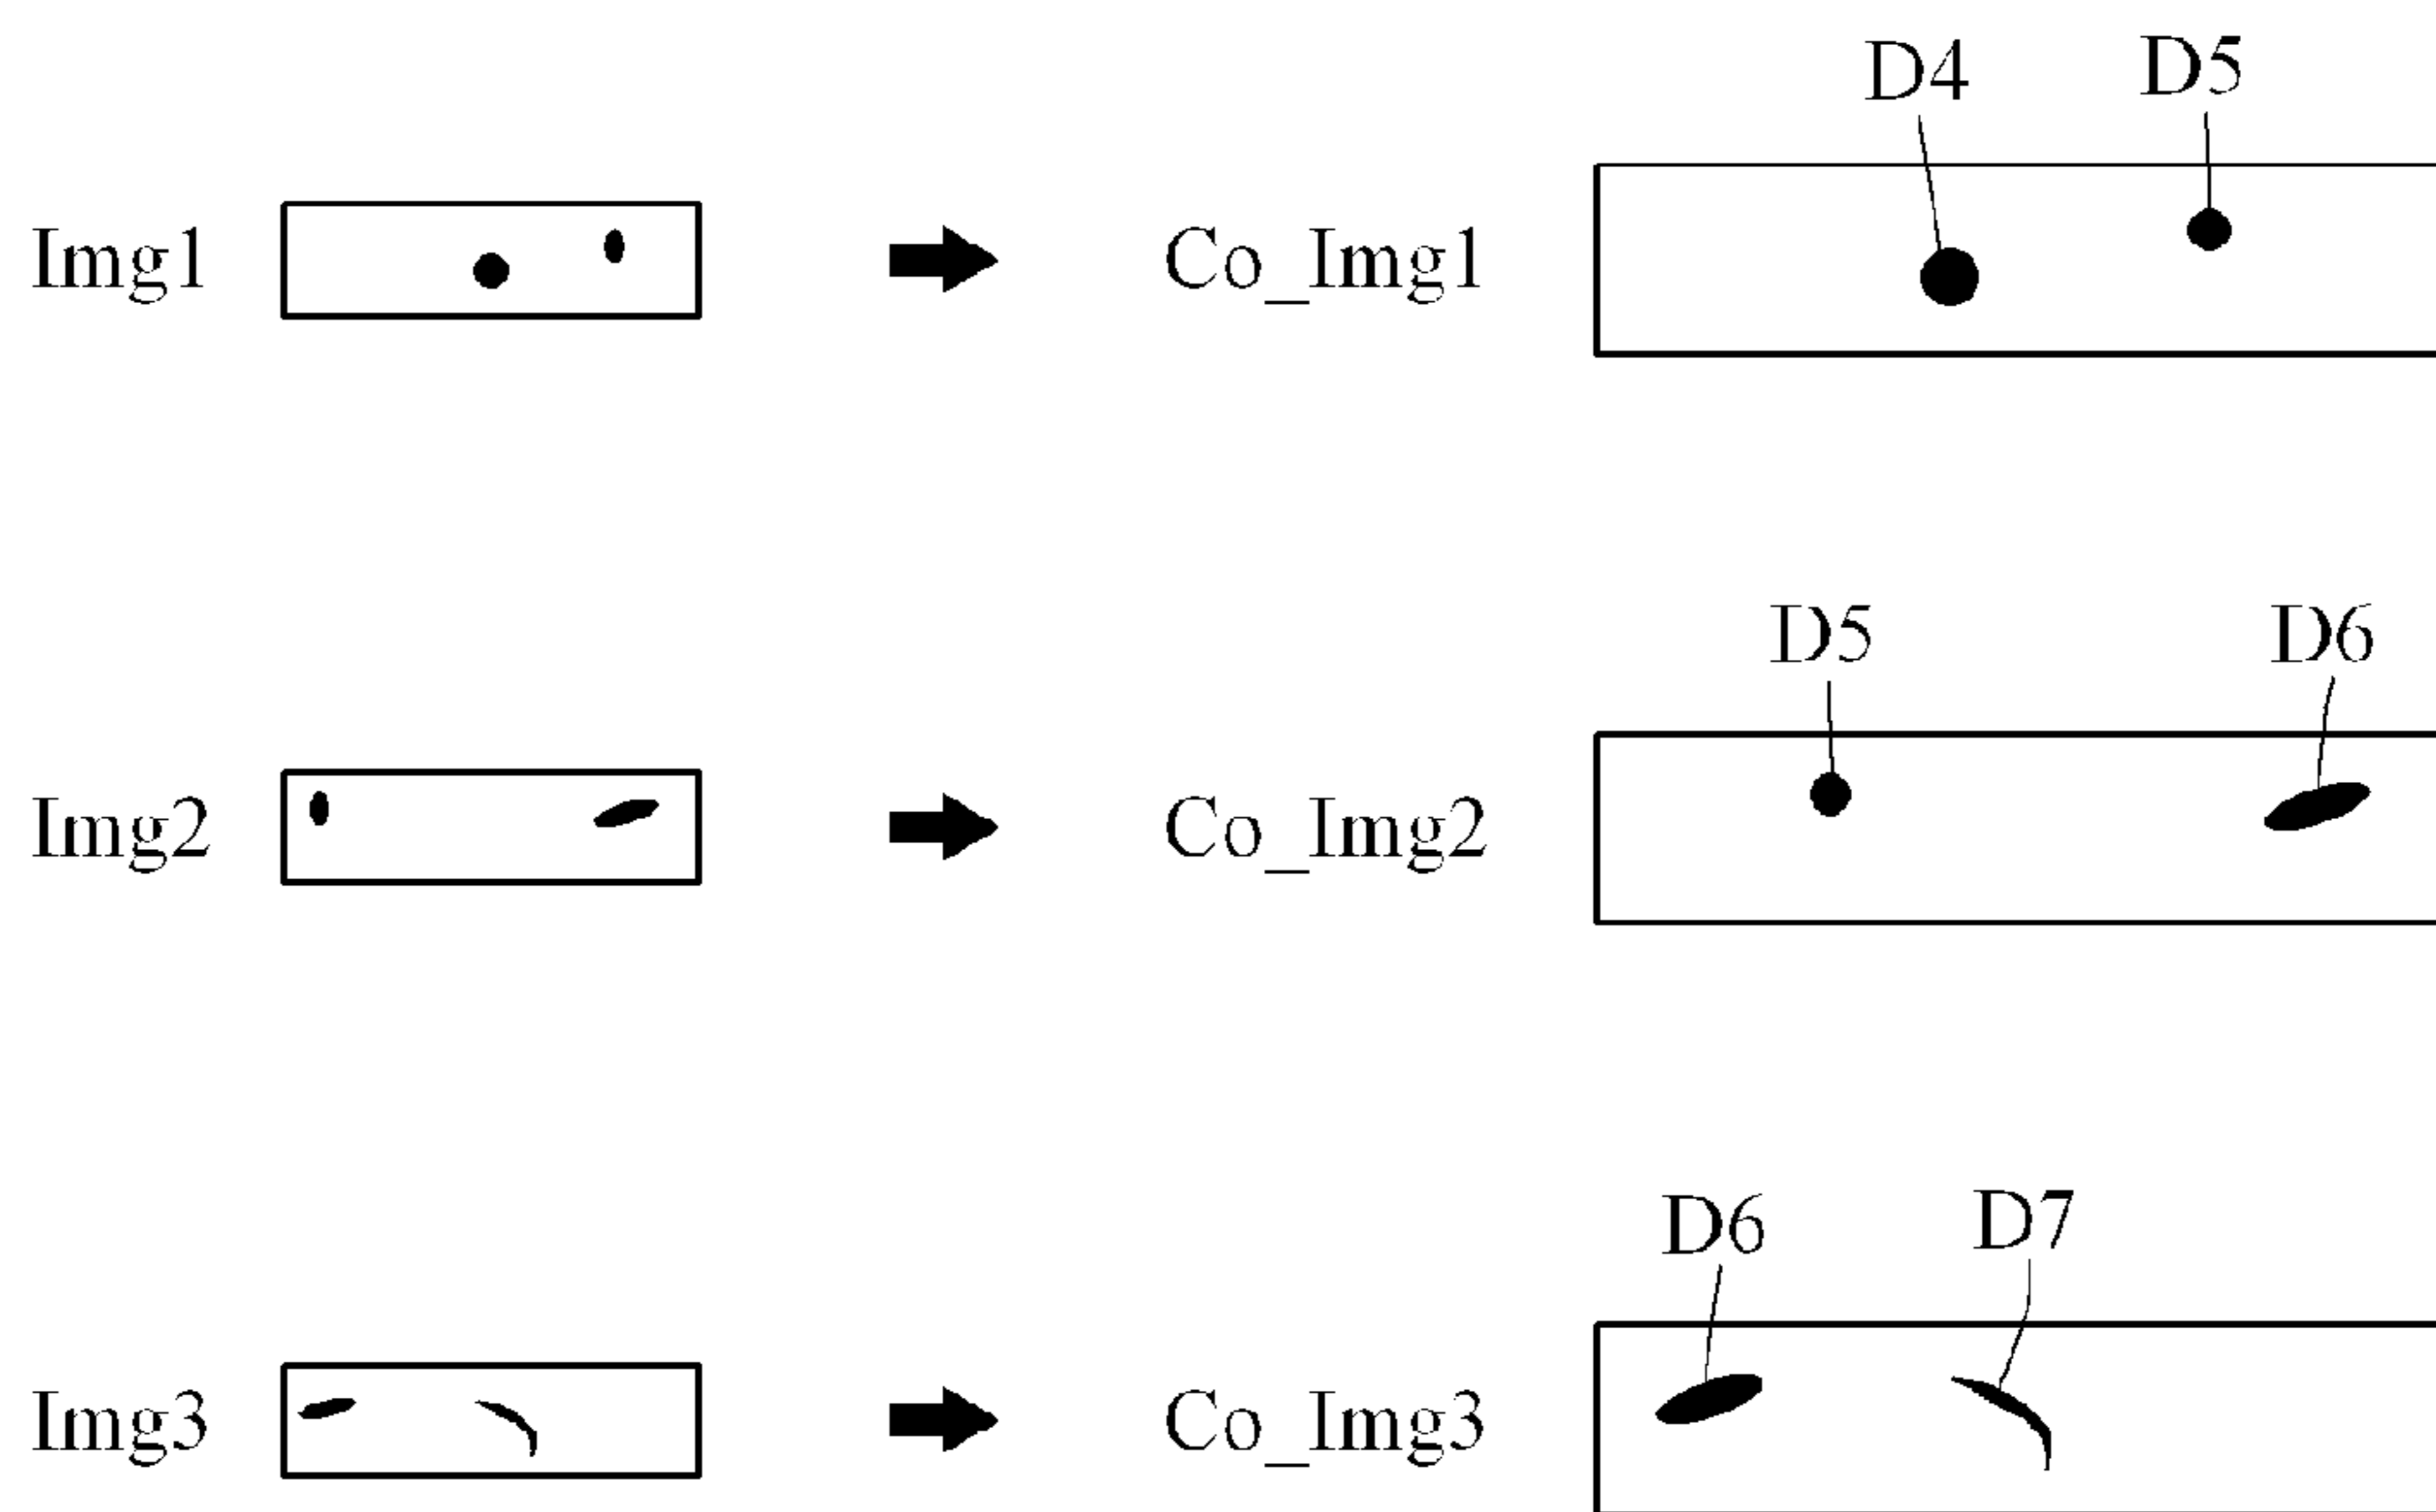 D4 D5
Img1 Co_Img1
D5 D6
Img2 Co_Img2
D6 D7
Img3 Co_Img3